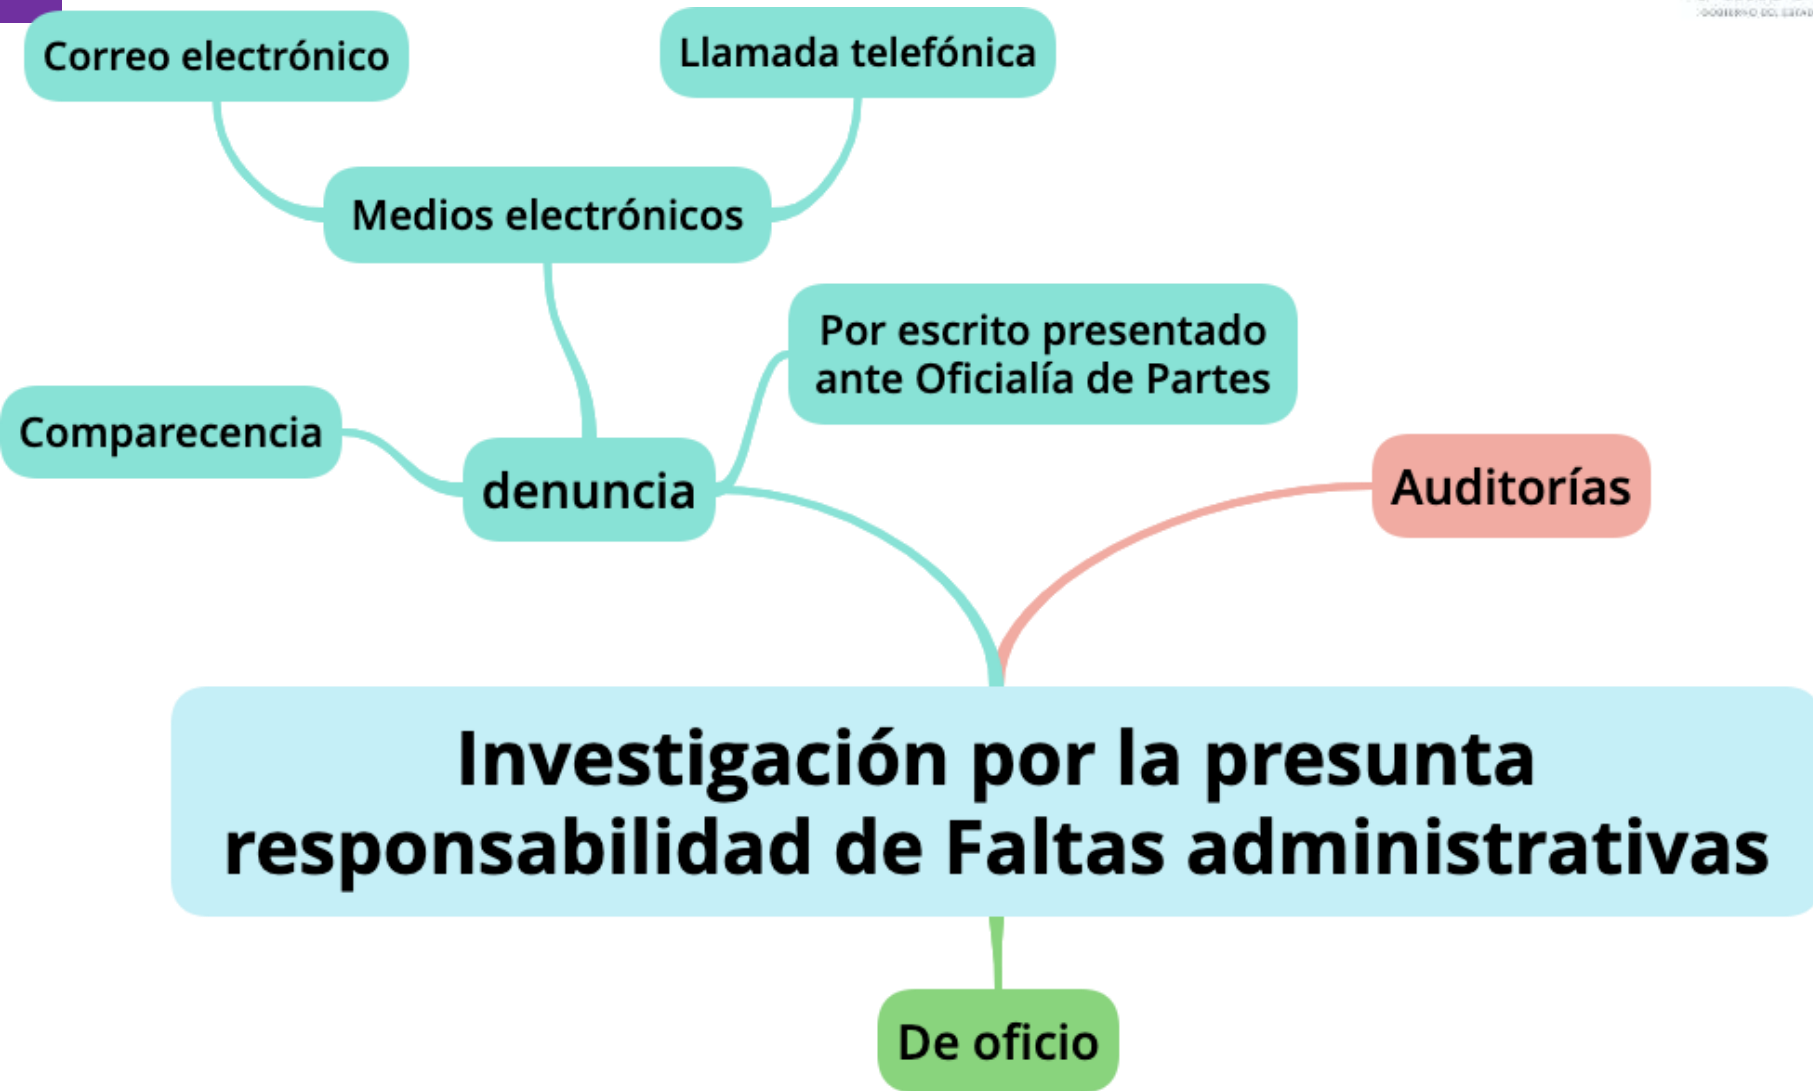 Correo electrónico
Llamada telefónica
Medios electrónicos
Por escrito presentado
ante Oficialía de Partes
Comparecencia
denuncia
Auditorías
Investigación por la presunta
responsabilidad de Faltas administrativas
De oficio